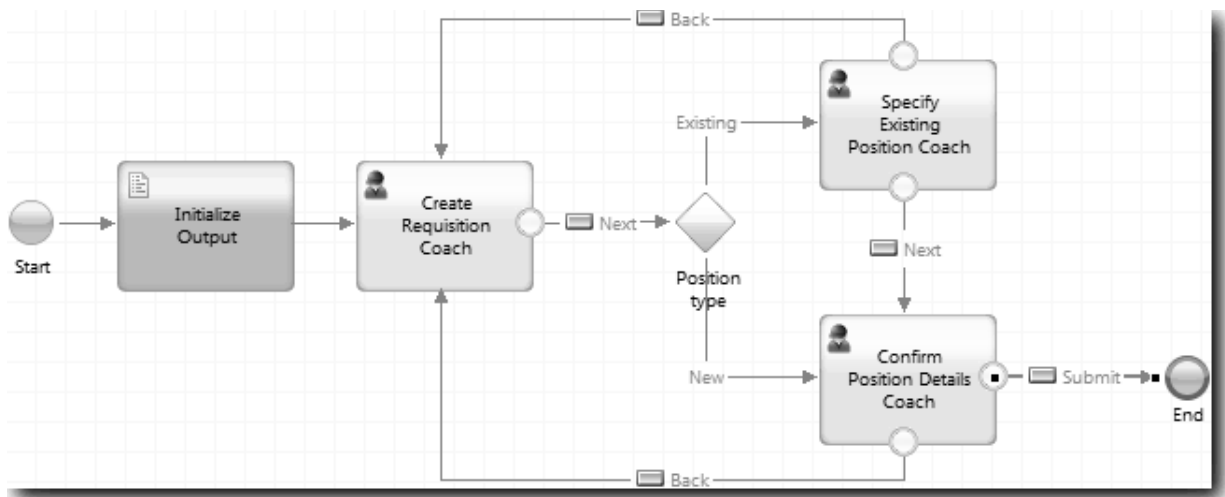 Back
Specify
Existing
Position Coach
Existing
Initialize
Output
Create
Requisition
Coach
Next
Start
Next
Position
type
Confirm
Position Details
Coach
New
Submit
End
Back